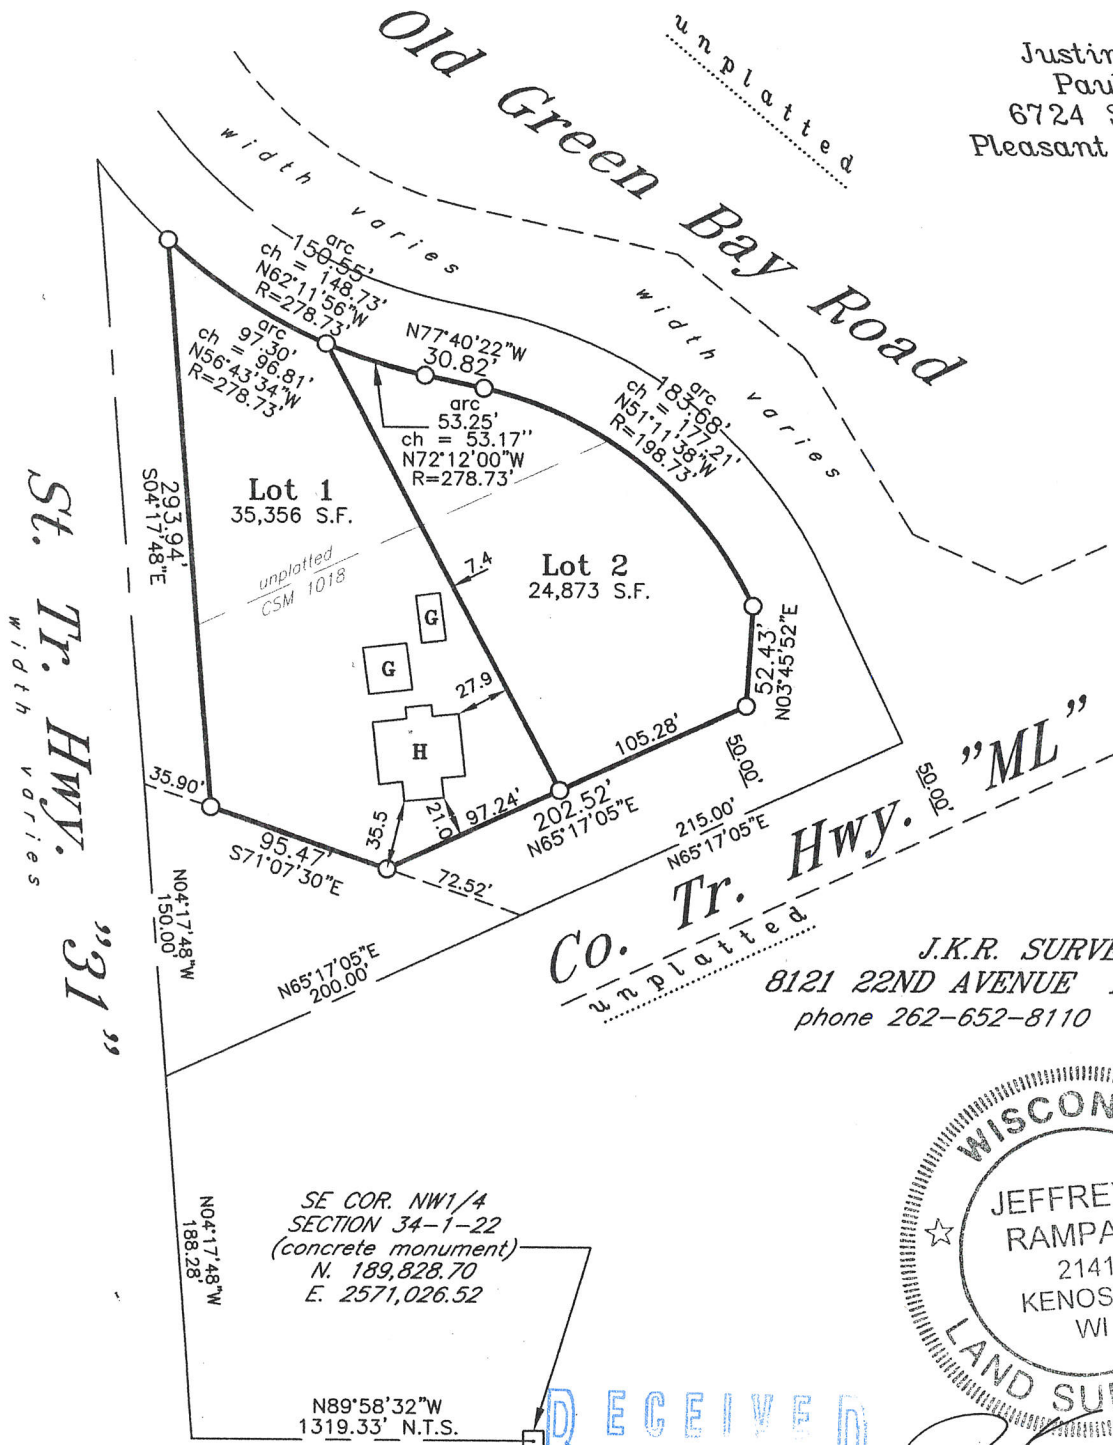 Old Green Bay Road
unplatted
Justin
Paul
6724
Pleasant
width varies
arc
150.55'
ch = 148.73'
N62°11'56"W
R=278.73'
arc
97.30'
ch = 96.81'
N56°43'34"W
R=278.73'
N77°40'22"W
30.82'
arc
53.25'
ch = 53.17''
N72°12'00"W
R=278.73'
width varies
arc
183.68'
ch = 177.21'
N51°11'38"W
R=198.73'
293.94'
S04°17'48"E
Lot 1
35,356 S.F.
unplatted
CSM 1018
Lot 2
24,873 S.F.
7.4
G
G
H
27.9
52.43'
N03°45'52"E
105.28'
50.00'
50.00'
St. Tr. Hwy. "31"
width varies
35.90'
35.5
21.0
97.24'
202.52'
N65°17'05"E
215.00'
N65°17'05"E
Co. Tr. Hwy. "ML"
unplatted
95.47'
S71°07'30"E
72.52'
N04°17'48"W
150.00'
N65°17'05"E
200.00'
J.K.R. SURVE
8121 22ND AVENUE
phone 262-652-8110
N04°17'48"W
188.28'
SE COR. NW1/4
SECTION 34-1-22
(concrete monument)
N. 189,828.70
E. 2571,026.52
N89°58'32"W
1319.33' N.T.S.
WISCON
JEFFREY
RAMPA
2141
KENOS
WI
LAND SU
ECEIVE